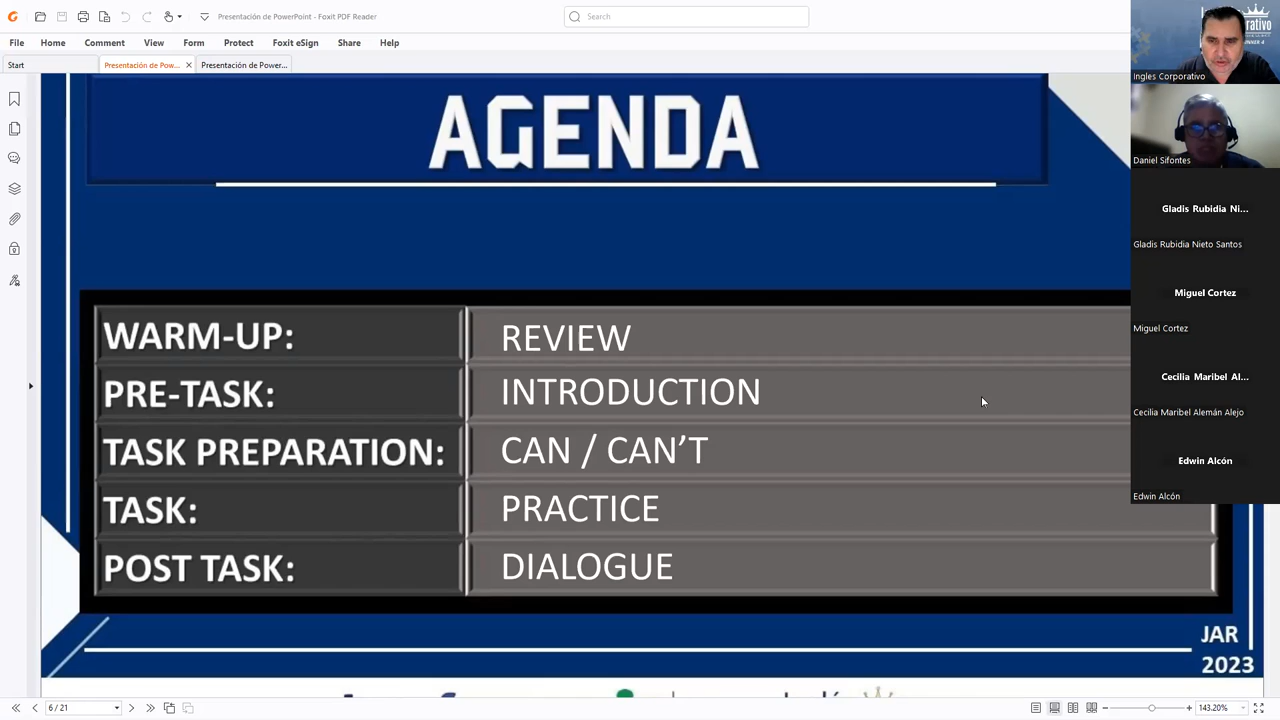 Presentación de PowerPoint - Foxit PDF Reader
Search
File Home Comment View Form Protect Foxit eSign Share Help
Start
Presentación de Pow...
Presentación de Power...
AGENDA
WARM-UP: REVIEW
PRE-TASK: INTRODUCTION
TASK PREPARATION: CAN / CAN’T
TASK: PRACTICE
POST TASK: DIALOGUE
JAR
2023
Ingles Corporativo
Daniel Sifontes
Gladis Rubidia Ni...
Gladis Rubidia Nieto Santos
Miguel Cortez
Miguel Cortez
Cecilia Maribel Al...
Cecilia Maribel Alemán Alejo
Edwin Alcón
Edwin Alcón
6 / 21
143.20%